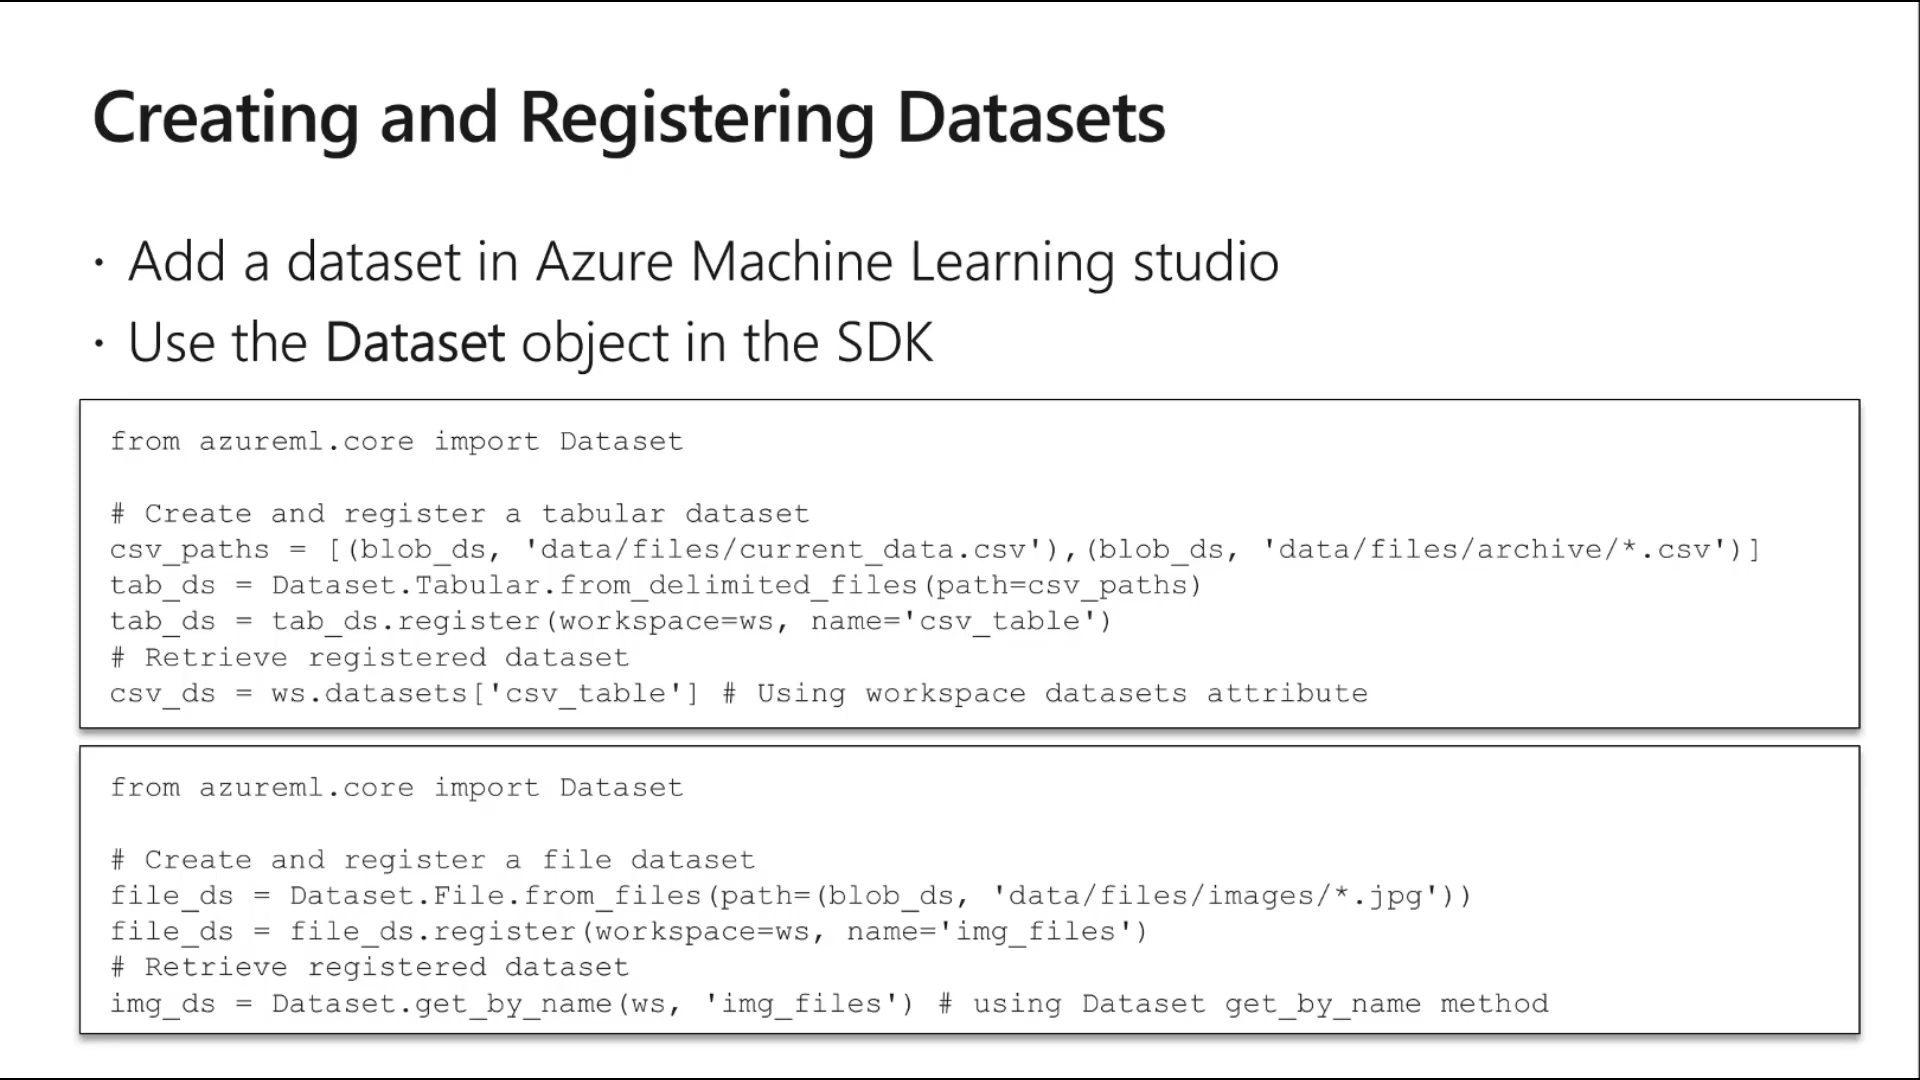 Creating and Registering Datasets
• Add a dataset in Azure Machine Learning studio
• Use the Dataset object in the SDK
from azureml.core import Dataset
# Create and register a tabular dataset
csv_paths = [(blob_ds, 'data/files/current_data.csv'),(blob_ds, 'data/files/archive/*.csv')]
tab_ds = Dataset.Tabular.from_delimited_files(path=csv_paths)
tab_ds = tab_ds.register(workspace=ws, name='csv_table')
# Retrieve registered dataset
csv_ds = ws.datasets['csv_table'] # Using workspace datasets attribute
from azureml.core import Dataset
# Create and register a file dataset
file_ds = Dataset.File.from_files(path=(blob_ds, 'data/files/images/*.jpg'))
file_ds = file_ds.register(workspace=ws, name='img_files')
# Retrieve registered dataset
img_ds = Dataset.get_by_name(ws, 'img_files') # using Dataset get_by_name method